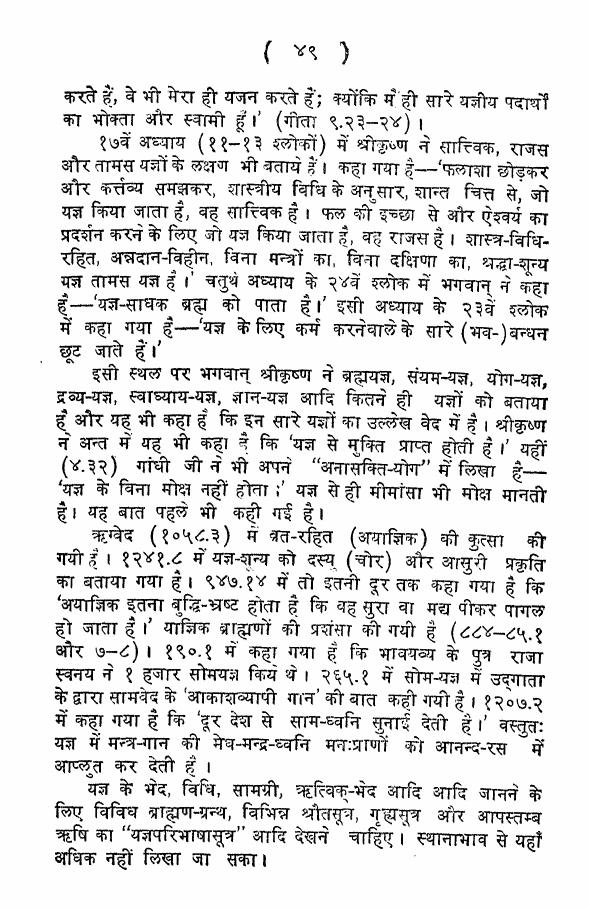 ( ४९ )
करते हैं, वे भी मेरा ही यजन करते हैं; क्योंकि मैं ही सारे यज्ञीय पदार्थों
का भोक्ता और स्वामी हूँ।' (गीता ९.२३–२४)।
१७वें अध्याय (११–१३ श्लोकों) में श्रीकृष्ण ने सात्त्विक, राजस
और तामस यज्ञों के लक्षण भी बताये हैं। कहा गया है—'फलाशा छोड़कर
और कर्त्तव्य समझकर, शास्त्रीय विधि के अनुसार, शान्त चित्त से, जो
यज्ञ किया जाता है, वह सात्त्विक है। फल की इच्छा से और ऐश्वर्य का
प्रदर्शन करने के लिए जो यज्ञ किया जाता है, वह राजस है। शास्त्र-विधि-
रहित, अन्नदान-विहीन, विना मन्त्रों का, विना दक्षिणा का, श्रद्धा-शून्य
यज्ञ तामस यज्ञ है।' चतुर्थ अध्याय के २४वें श्लोक में भगवान् ने कहा
है—'यज्ञ-साधक ब्रह्म को पाता है।' इसी अध्याय के २३वें श्लोक
में कहा गया है—'यज्ञ के लिए कर्म करनेवाले के सारे (भव-)बन्धन
छूट जाते हैं।'
इसी स्थल पर भगवान् श्रीकृष्ण ने ब्रह्मयज्ञ, संयम-यज्ञ, योग-यज्ञ,
द्रव्य-यज्ञ, स्वाध्याय-यज्ञ, ज्ञान-यज्ञ आदि कितने ही यज्ञों को बताया
है और यह भी कहा है कि इन सारे यज्ञों का उल्लेख वेद में है। श्रीकृष्ण
ने अन्त में यह भी कहा है कि 'यज्ञ से मुक्ति प्राप्त होती है।' यहीं
(४.३२) गांधी जी ने भी अपने "अनासक्ति-योग" में लिखा है—
'यज्ञ के विना मोक्ष नहीं होता।' यज्ञ से ही मीमांसा भी मोक्ष मानती
है। यह बात पहले भी कही गई है।
ऋग्वेद (१०५८.३) में व्रत-रहित (अयाज्ञिक) की कुत्सा की
गयी है। १२४१.८ में यज्ञ-शून्य को दस्यु (चोर) और आसुरी प्रकृति
का बताया गया है। ९४७.१४ में तो इतनी दूर तक कहा गया है कि
'अयाज्ञिक इतना बुद्धि-भ्रष्ट होता है कि वह सुरा वा मद्य पीकर पागल
हो जाता है।' याज्ञिक ब्राह्मणों की प्रशंसा की गयी है (८८४–८५.१
और ७–८)। १९०.१ में कहा गया है कि भावयव्य के पुत्र राजा
स्वनय ने १ हजार सोमयज्ञ किये थे। २६५.१ में सोम-यज्ञ में उद्गाता
के द्वारा सामवेद के 'आकाशव्यापी गान' की बात कही गयी है। १२०७.२
में कहा गया है कि 'दूर देश से साम-ध्वनि सुनाई देती है।' वस्तुतः
यज्ञ में मन्त्र-गान की मेघ-मन्द्र-ध्वनि मनःप्राणों को आनन्द-रस में
आप्लुत कर देती है।
यज्ञ के भेद, विधि, सामग्री, ऋत्विक्-भेद आदि आदि जानने के
लिए विविध ब्राह्मण-ग्रन्थ, विभिन्न श्रौतसूत्र, गृह्यसूत्र और आपस्तम्ब
ऋषि का "यज्ञपरिभाषासूत्र" आदि देखने चाहिए। स्थानाभाव से यहाँ
अधिक नहीं लिखा जा सका।